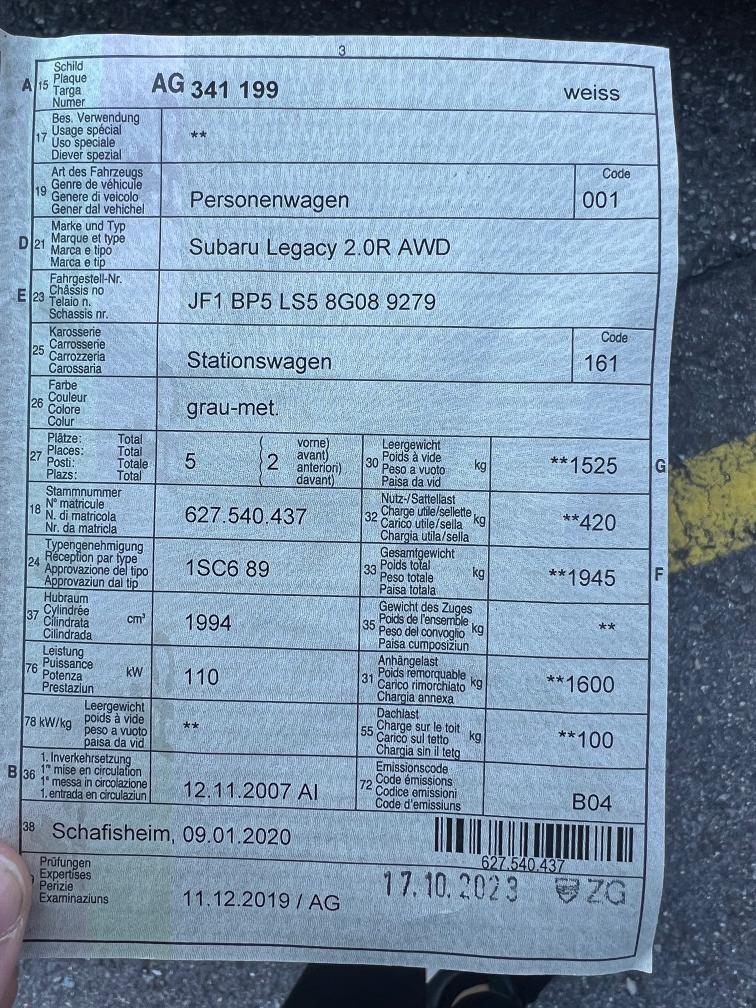 3
A 15 Schild
Plaque
Targa
Numer
AG 341 199 weiss
17 Bes. Verwendung
Usage spécial
Uso speciale
Diever spezial
**
19 Art des Fahrzeugs
Genre de véhicule
Genere di veicolo
Gener dal vehichel
Personenwagen
Code
001
D 21 Marke und Typ
Marque et type
Marca e tipo
Marca e tip
Subaru Legacy 2.0R AWD
E 23 Fahrgestell-Nr.
Châssis no
Telaio n.
Schassis nr.
JF1 BP5 LS5 8G08 9279
25 Karosserie
Carrosserie
Carrozzeria
Carossaria
Stationswagen
Code
161
26 Farbe
Couleur
Colore
Colur
grau-met.
27 Plätze: Total
Places: Total
Posti: Totale
Plazs: Total
5
( 2 vorne)
avant)
anteriori)
davant)
30 Leergewicht
Poids à vide
Peso a vuoto
Paisa da vid
kg
**1525
G
18 Stammnummer
N° matricule
N. di matricola
Nr. da matricla
627.540.437
32 Nutz-/Sattellast
Charge utile/sellette
Carico utile/sella
Chargia utila/sella
kg
**420
24 Typengenehmigung
Réception par type
Approvazione del tipo
Approvaziun dal tip
1SC6 89
33 Gesamtgewicht
Poids total
Peso totale
Paisa totala
kg
**1945
F
37 Hubraum
Cylindrée
Cilindrata
Cilindrada
cm³
1994
35 Gewicht des Zuges
Poids de l'ensemble
Peso del convoglio
Paisa cumposiziun
kg
**
76 Leistung
Puissance
Potenza
Prestaziun
kW
110
31 Anhängelast
Poids remorquable
Carico rimorchiato
Chargia annexa
kg
**1600
78 kW/kg Leergewicht
poids à vide
peso a vuoto
paisa da vid
**
55 Dachlast
Charge sur le toit
Carico sul tetto
Chargia sin il tetg
kg
**100
B 36 1. Inverkehrsetzung
1re mise en circulation
1a messa in circolazione
1. entrada en circulaziun
12.11.2007 AI
72 Emissionscode
Code émissions
Codice emissioni
Code d'emissiuns
B04
38 Schafisheim, 09.01.2020
627.540.437
Prüfungen
Expertises
Perizie
Examinaziuns
11.12.2019 / AG
17.10.2023 ZG